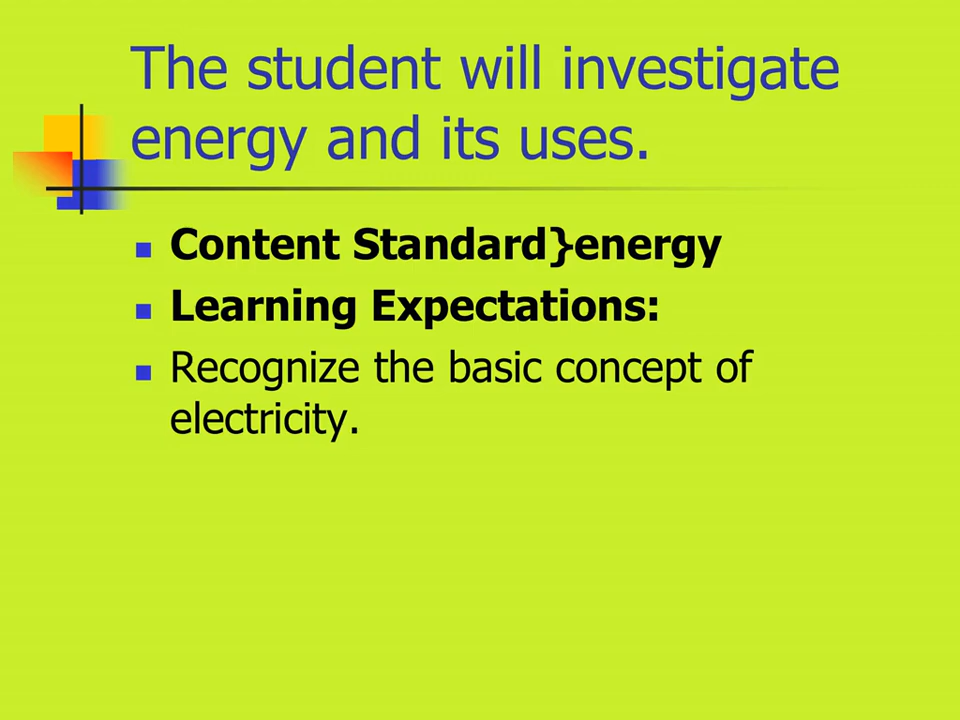 The student will investigate
energy and its uses.
Content Standard}energy
Learning Expectations:
Recognize the basic concept of
electricity.